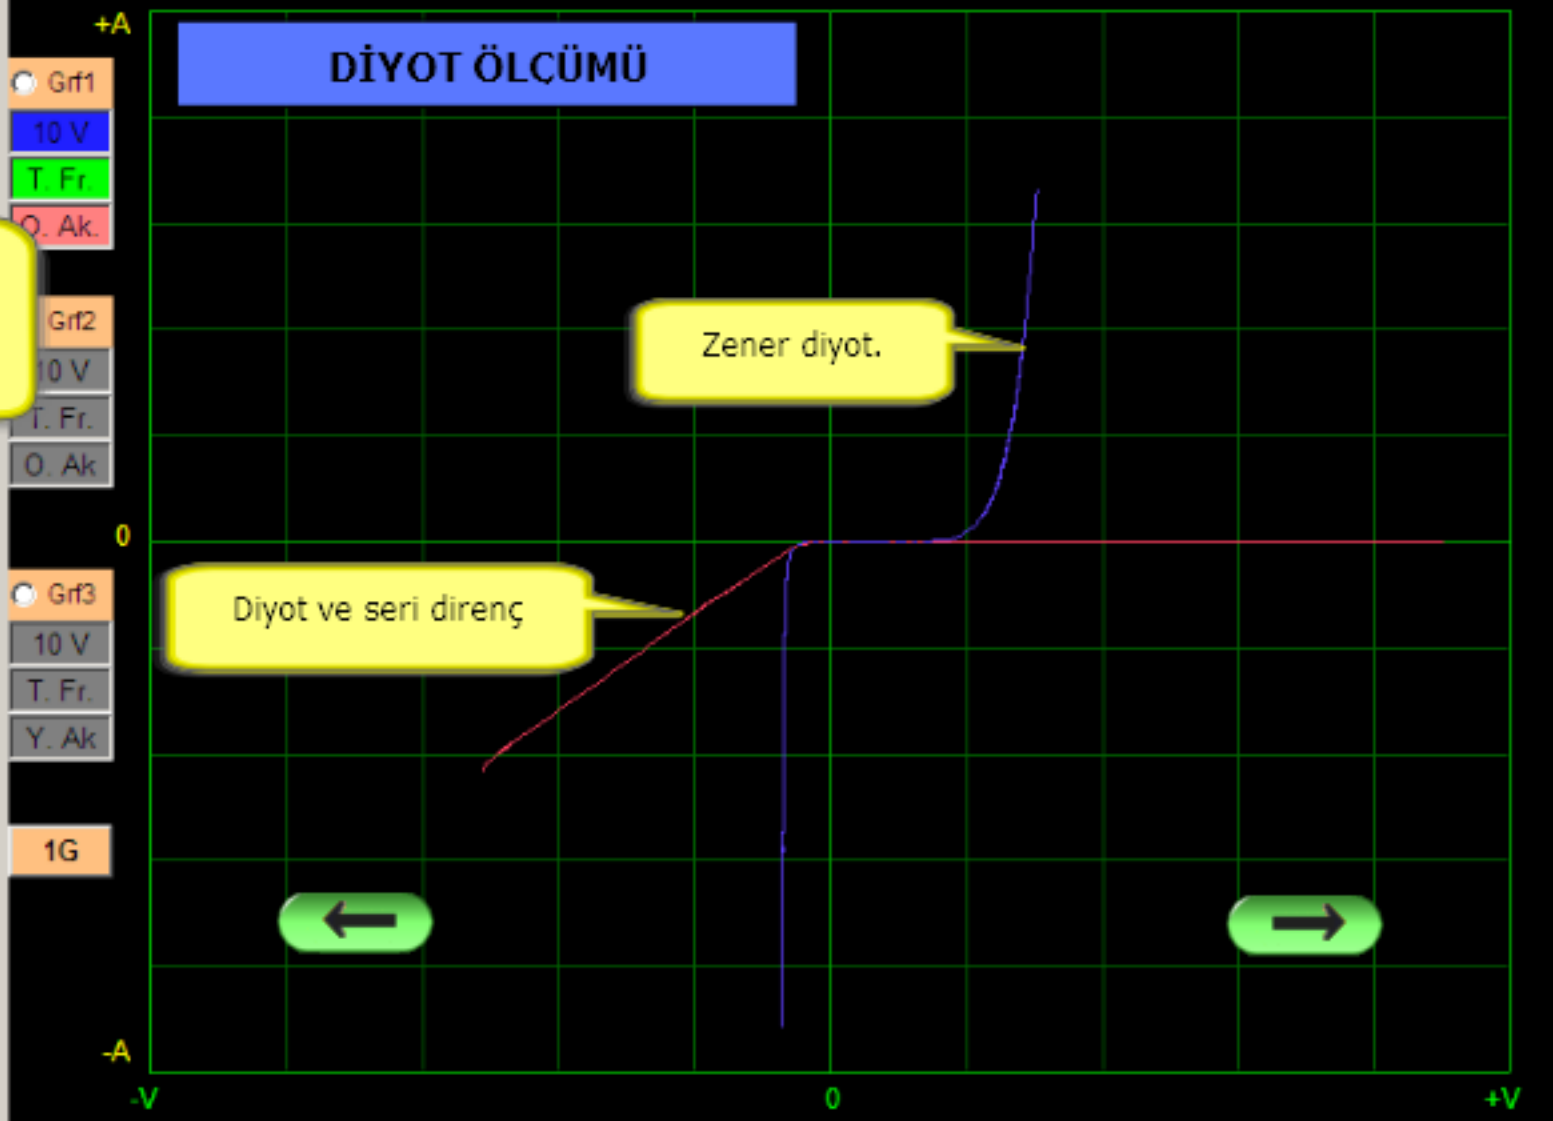 +A
DİYOT ÖLÇÜMÜ
Grf1
10 V
T. Fr.
O. Ak.
Grf2
10 V
T. Fr.
O. Ak
Zener diyot.
0
Grf3
10 V
T. Fr.
Y. Ak
Diyot ve seri direnç
1G
-A
-V
0
+V